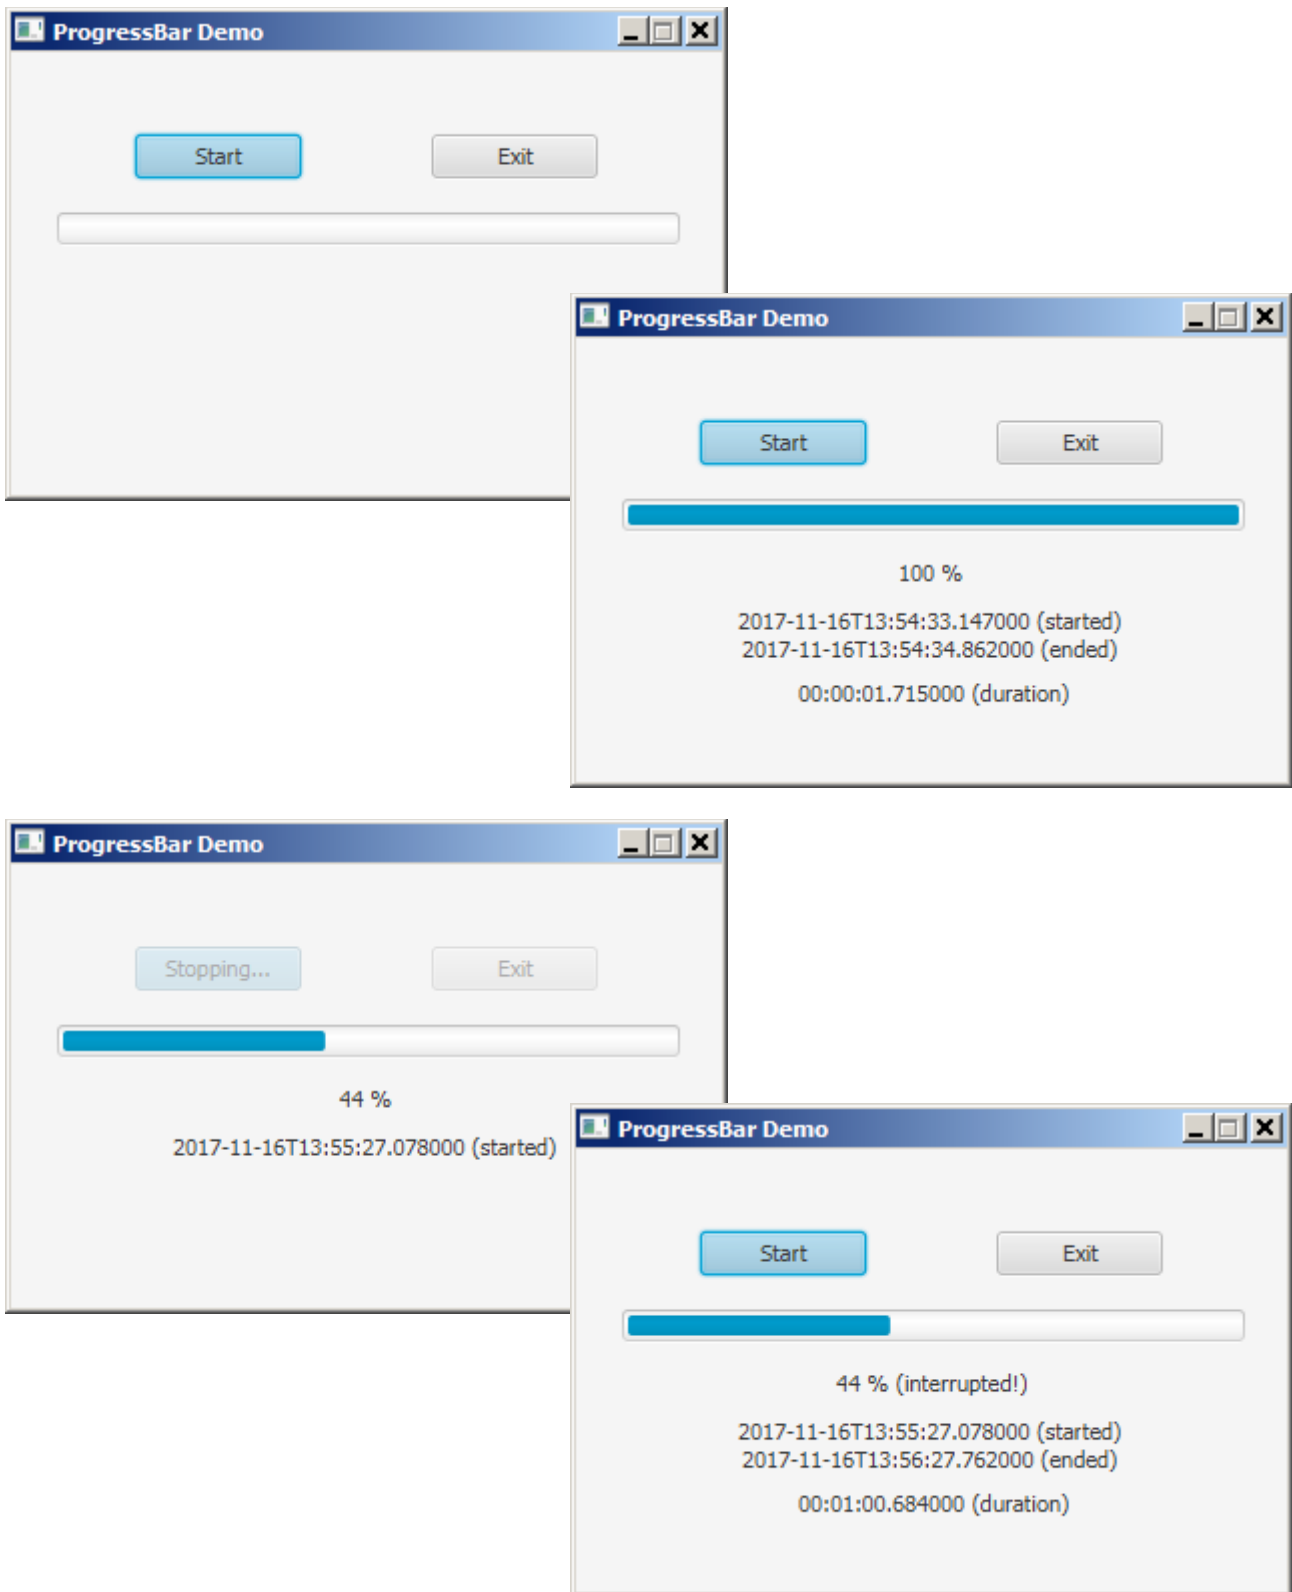 ProgressBar Demo
Start Exit
ProgressBar Demo
Start Exit
100 %
2017-11-16T13:54:33.147000 (started)
2017-11-16T13:54:34.862000 (ended)
00:00:01.715000 (duration)
ProgressBar Demo
Stopping... Exit
44 %
2017-11-16T13:55:27.078000 (started)
ProgressBar Demo
Start Exit
44 % (interrupted!)
2017-11-16T13:55:27.078000 (started)
2017-11-16T13:56:27.762000 (ended)
00:01:00.684000 (duration)